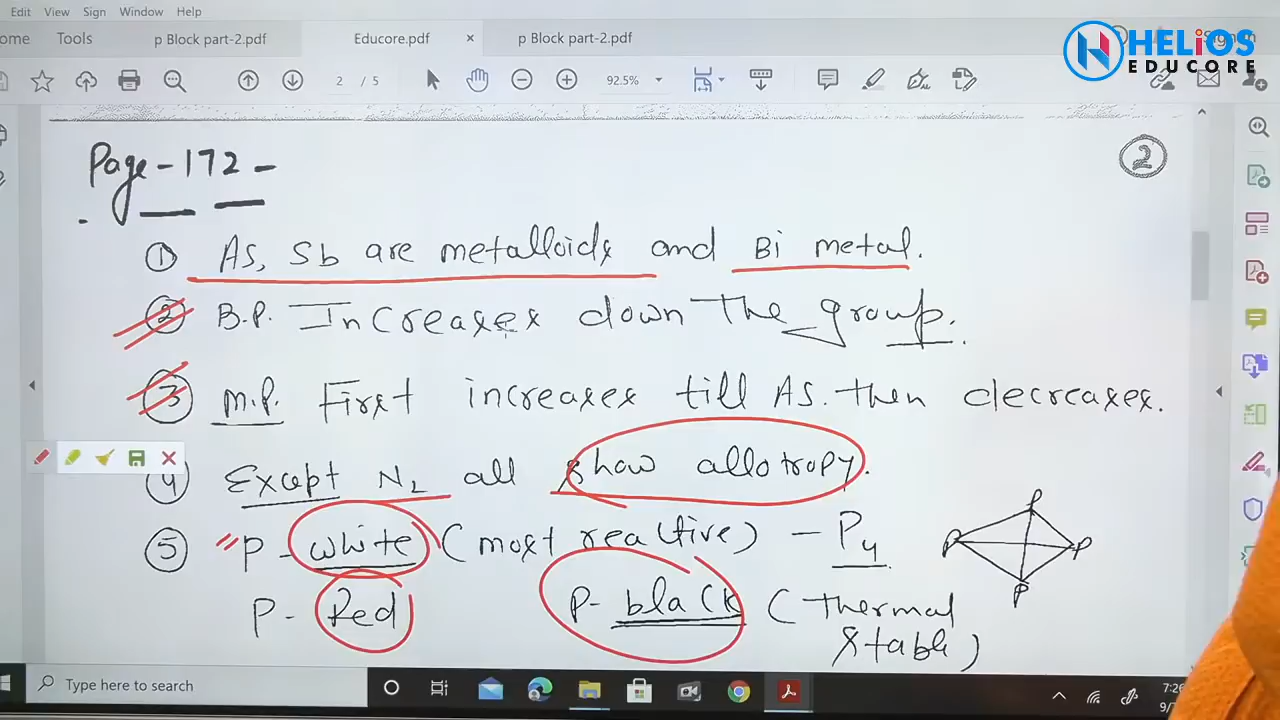 Edit View Sign Window Help
ome Tools p Block part-2.pdf Educore.pdf × p Block part-2.pdf
HELiOS
EDUCORE
2 / 5 92.5%
Page-172-
2
① As, Sb are metalloids and Bi metal.
② B.P. Increases down The group.
③ M.P. First increases till As. then decreases.
4 Except N2 all show allotropy.
⑤ "P-white (most reactive) - P4
P P P P
P- Red P- black (Thermal
stable)
Type here to search
7:26
9/